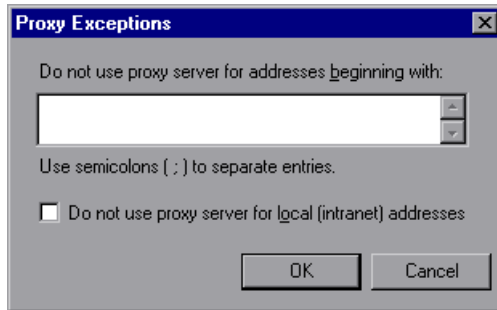 Proxy Exceptions
Do not use proxy server for addresses beginning with:
Use semicolons ( ; ) to separate entries.
Do not use proxy server for local (intranet) addresses
OK
Cancel